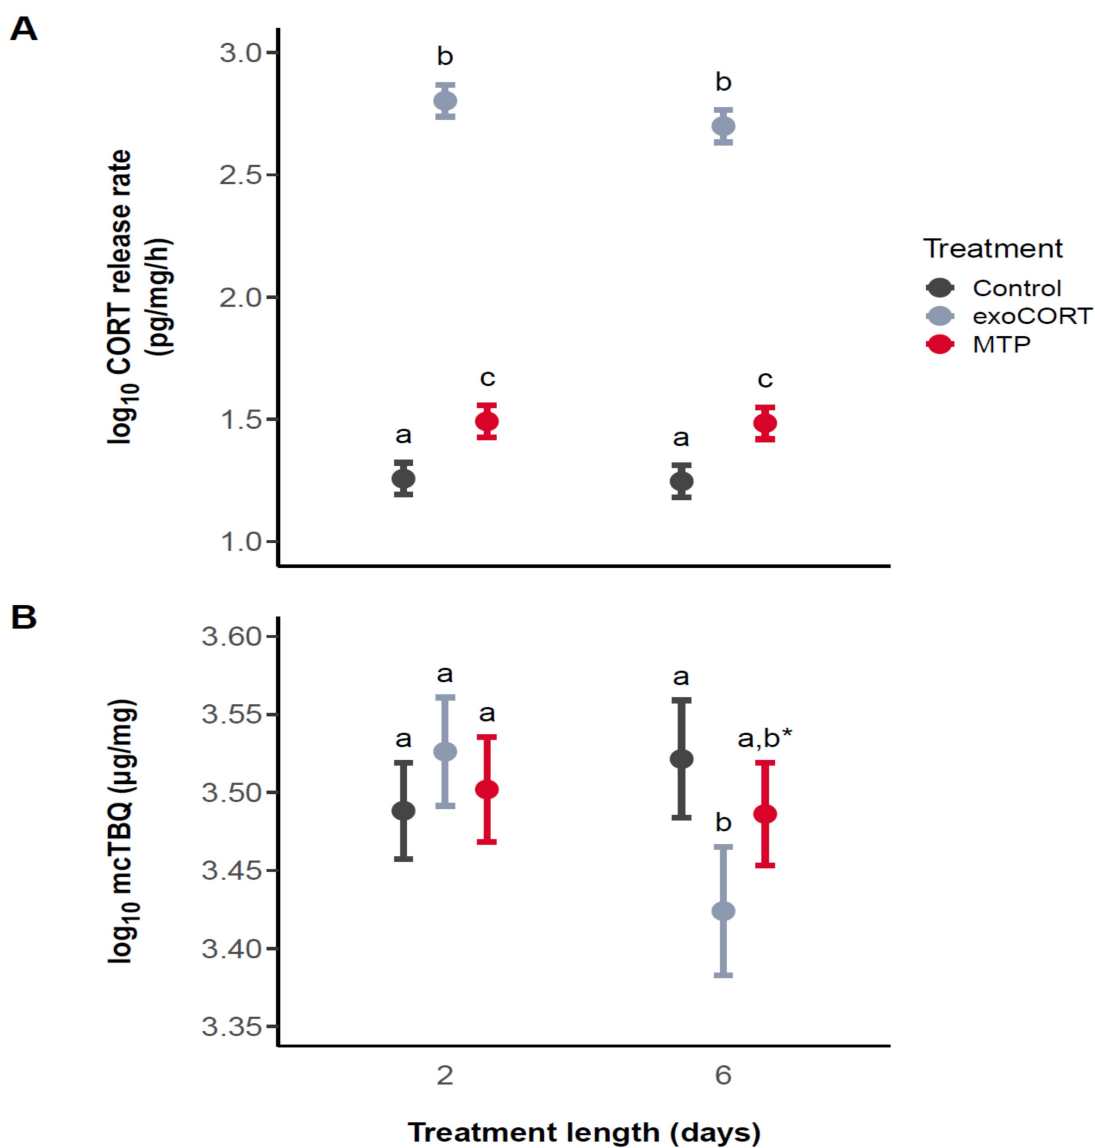 A
log10 CORT release rate
(pg/mg/h)
3.0
2.5
2.0
1.5
1.0
b
b
c
c
a
a
Treatment
Control
exoCORT
MTP
B
log10 mcTBQ (µg/mg)
3.60
3.55
3.50
3.45
3.40
3.35
a
a
a
a
a,b*
b
2
6
Treatment length (days)